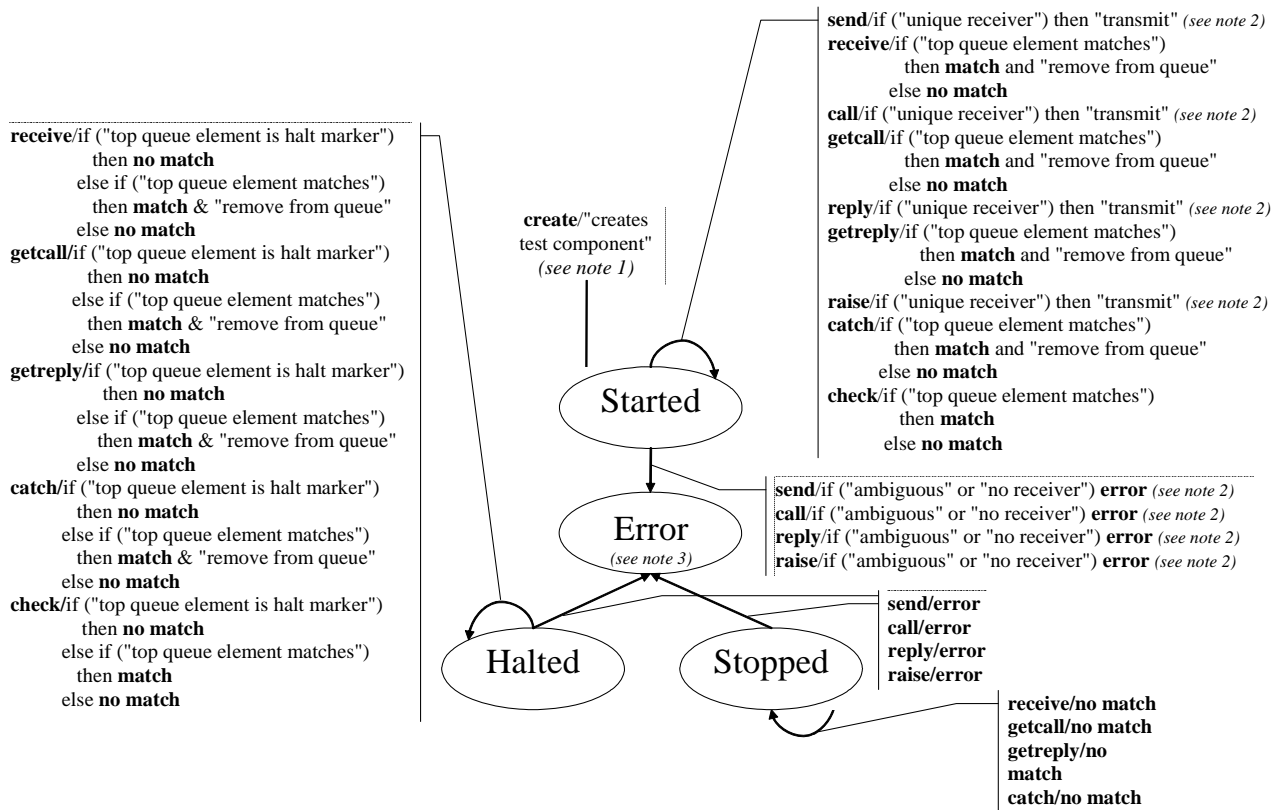 send/if ("unique receiver") then "transmit" (see note 2)
receive/if ("top queue element matches")
then match and "remove from queue"
else no match
call/if ("unique receiver") then "transmit" (see note 2)
getcall/if ("top queue element matches")
then match and "remove from queue"
else no match
reply/if ("unique receiver") then "transmit" (see note 2)
getreply/if ("top queue element matches")
then match and "remove from queue"
else no match
raise/if ("unique receiver") then "transmit" (see note 2)
catch/if ("top queue element matches")
then match and "remove from queue"
else no match
check/if ("top queue element matches")
then match
else no match
receive/if ("top queue element is halt marker")
then no match
else if ("top queue element matches")
then match & "remove from queue"
else no match
getcall/if ("top queue element is halt marker")
then no match
else if ("top queue element matches")
then match & "remove from queue"
else no match
getreply/if ("top queue element is halt marker")
then no match
else if ("top queue element matches")
then match & "remove from queue"
else no match
catch/if ("top queue element is halt marker")
then no match
else if ("top queue element matches")
then match & "remove from queue"
else no match
check/if ("top queue element is halt marker")
then no match
else if ("top queue element matches")
then match
else no match
create/"creates
test component"
(see note 1)
Started
Error
(see note 3)
send/if ("ambiguous" or "no receiver") error (see note 2)
call/if ("ambiguous" or "no receiver") error (see note 2)
reply/if ("ambiguous" or "no receiver") error (see note 2)
raise/if ("ambiguous" or "no receiver") error (see note 2)
Halted
Stopped
send/error
call/error
reply/error
raise/error
receive/no match
getcall/no match
getreply/no
match
catch/no match